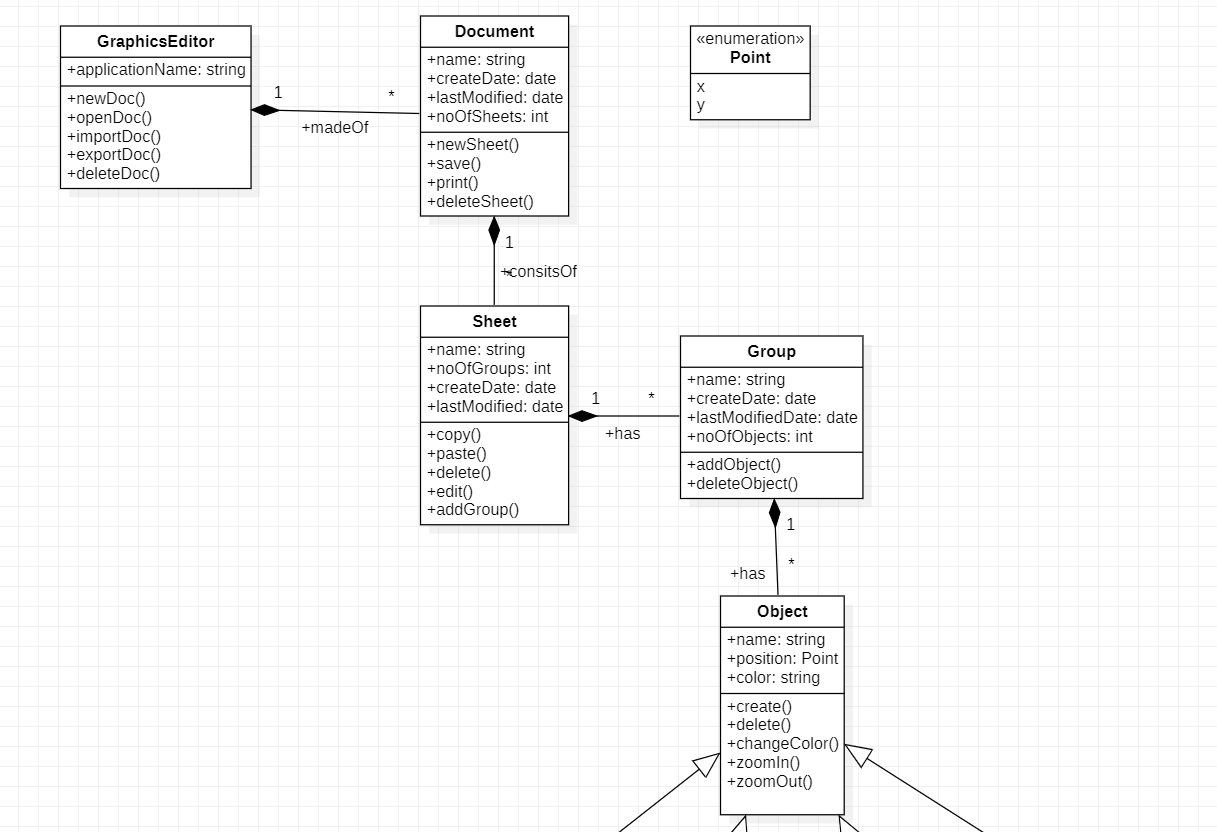 GraphicsEditor
+applicationName: string
+newDoc()
+openDoc()
+importDoc()
+exportDoc()
+deleteDoc()
1
*
+madeOf
Document
+name: string
+createDate: date
+lastModified: date
+noOfSheets: int
+newSheet()
+save()
+print()
+deleteSheet()
«enumeration»
Point
x
y
1
*
+consitsOf
Sheet
+name: string
+noOfGroups: int
+createDate: date
+lastModified: date
+copy()
+paste()
+delete()
+edit()
+addGroup()
1
*
+has
Group
+name: string
+createDate: date
+lastModifiedDate: date
+noOfObjects: int
+addObject()
+deleteObject()
1
*
+has
Object
+name: string
+position: Point
+color: string
+create()
+delete()
+changeColor()
+zoomIn()
+zoomOut()